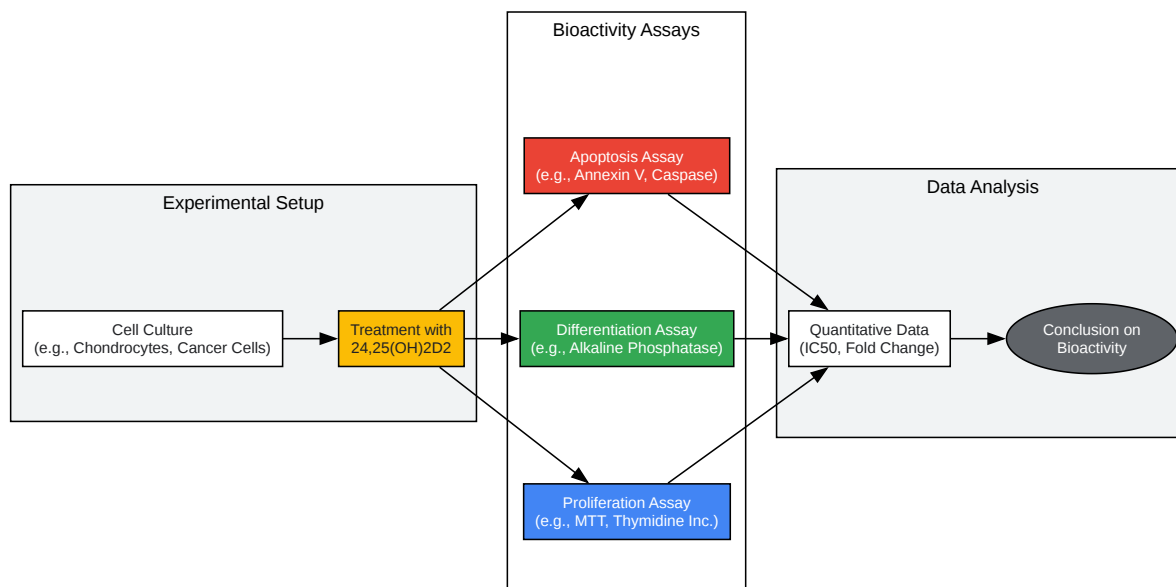 Experimental Setup
Cell Culture
(e.g., Chondrocytes, Cancer Cells)
Treatment with
24,25(OH)2D2
Bioactivity Assays
Apoptosis Assay
(e.g., Annexin V, Caspase)
Differentiation Assay
(e.g., Alkaline Phosphatase)
Proliferation Assay
(e.g., MTT, Thymidine Inc.)
Data Analysis
Quantitative Data
(IC50, Fold Change)
Conclusion on
Bioactivity